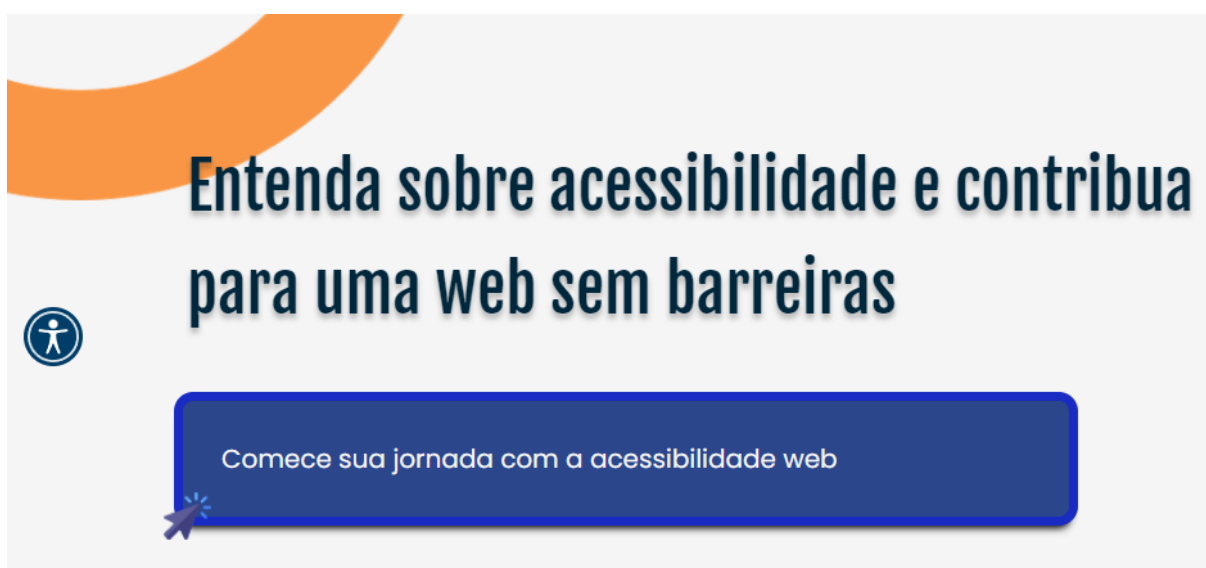 Entenda sobre acessibilidade e contribua
para uma web sem barreiras
Comece sua jornada com a acessibilidade web